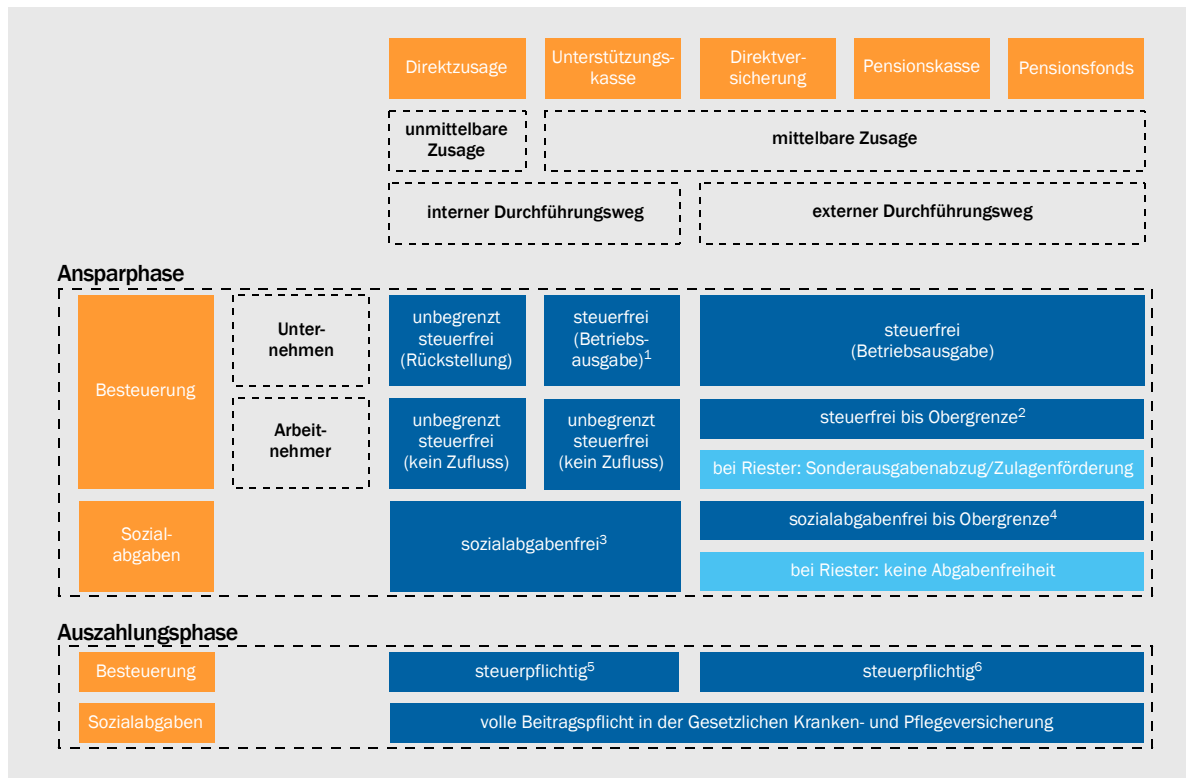 Direktzusage
Unterstützungs-
kasse
Direktver-
sicherung
Pensionskasse
Pensionsfonds
unmittelbare
Zusage
mittelbare Zusage
interner Durchführungsweg
externer Durchführungsweg
Ansparphase
Besteuerung
Unter-
nehmen
unbegrenzt
steuerfrei
(Rückstellung)
steuerfrei
(Betriebs-
ausgabe)¹
steuerfrei
(Betriebsausgabe)
Arbeit-
nehmer
unbegrenzt
steuerfrei
(kein Zufluss)
unbegrenzt
steuerfrei
(kein Zufluss)
steuerfrei bis Obergrenze²
bei Riester: Sonderausgabenabzug/Zulagenförderung
Sozial-
abgaben
sozialabgabenfrei³
sozialabgabenfrei bis Obergrenze⁴
bei Riester: keine Abgabenfreiheit
Auszahlungsphase
Besteuerung
steuerpflichtig⁵
steuerpflichtig⁶
Sozialabgaben
volle Beitragspflicht in der Gesetzlichen Kranken- und Pflegeversicherung